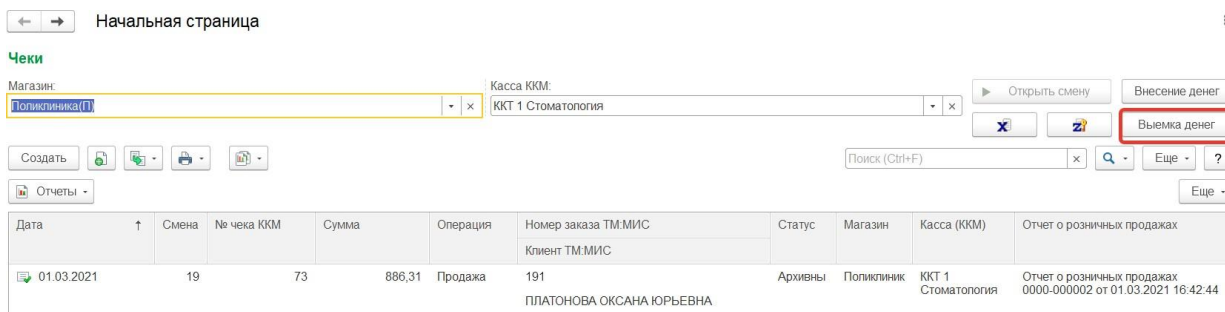 Начальная страница
Чеки
Магазин: Касса ККМ:
Поликлиника(П) ККТ 1 Стоматология Открыть смену Внесение денег
X Z Выемка денег
Создать Поиск (Ctrl+F) Еще ?
Отчеты Еще
Дата ↑ Смена № чека ККМ Сумма Операция Номер заказа ТМ:МИС Статус Магазин Касса (ККМ) Отчет о розничных продажах
Клиент ТМ:МИС
01.03.2021 19 73 886,31 Продажа 191 Архивны Поликлиник ККТ 1 Отчет о розничных продажах
Стоматология 0000-000002 от 01.03.2021 16:42:44
ПЛАТОНОВА ОКСАНА ЮРЬЕВНА